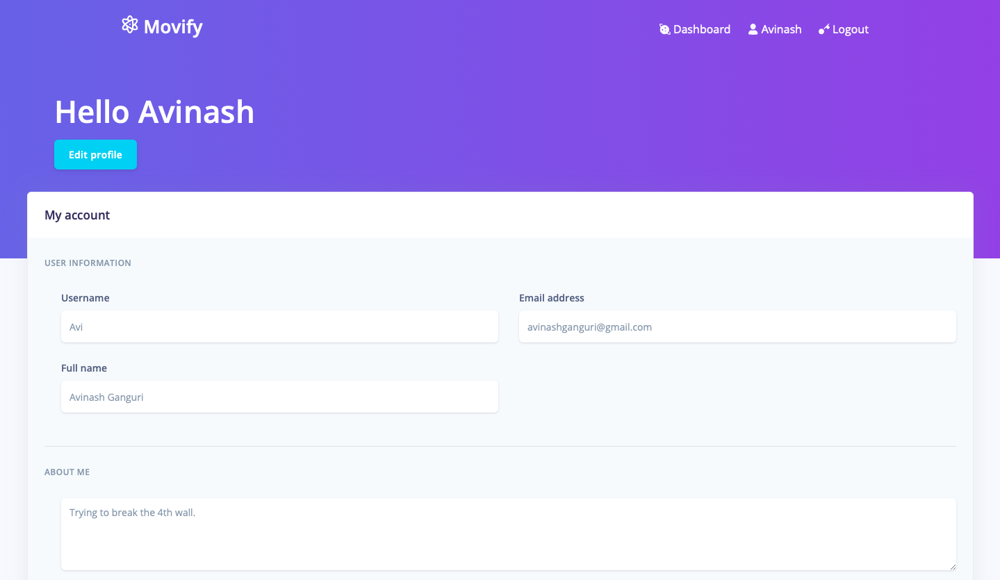 Movify
Dashboard Avinash Logout
Hello Avinash
Edit profile
My account
USER INFORMATION
Username Email address
Avi avinashganguri@gmail.com
Full name
Avinash Ganguri
ABOUT ME
Trying to break the 4th wall.